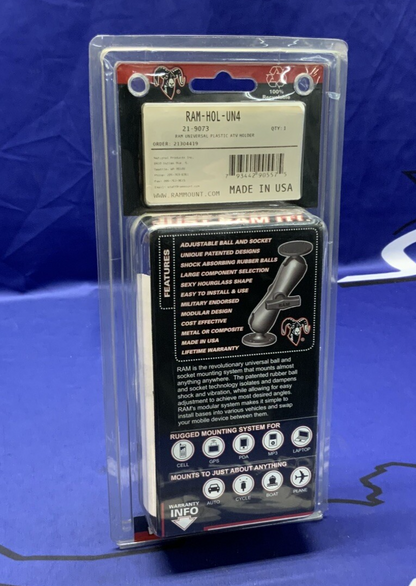 100%
RAM-HOL-UN4
21-9073 QTY:1
RAM UNIVERSAL PLASTIC XTD HOLDER
ORDER: 21304419
WWW.RAMMOUNT.COM
MADE IN USA
JUST RAM IT!
FEATURES
ADJUSTABLE BALL AND SOCKET
UNIQUE PATENTED DESIGNS
SHOCK ABSORBING RUBBER BALLS
LARGE COMPONENT SELECTION
SEXY HOURGLASS SHAPE
EASY TO INSTALL & USE
MILITARY ENDORSED
MODULAR DESIGN
COST EFFECTIVE
METAL OR COMPOSITE
MADE IN USA
LIFETIME WARRANTY
RAM is the revolutionary universal ball and
socket mounting system that mounts almost
anything anywhere. The patented rubber ball
and socket technology isolates and dampens
shock and vibration, while allowing for easy
adjustment to achieve most desired angles.
RAM's modular system makes it simple to
install bases into various vehicles and swap
your mobile device between them.
RUGGED MOUNTING SYSTEM FOR
CELL GPS PDA MP3 LAPTOP
MOUNTS TO JUST ABOUT ANYTHING
AUTO CYCLE BOAT PLANE
WARRANTY
INFO